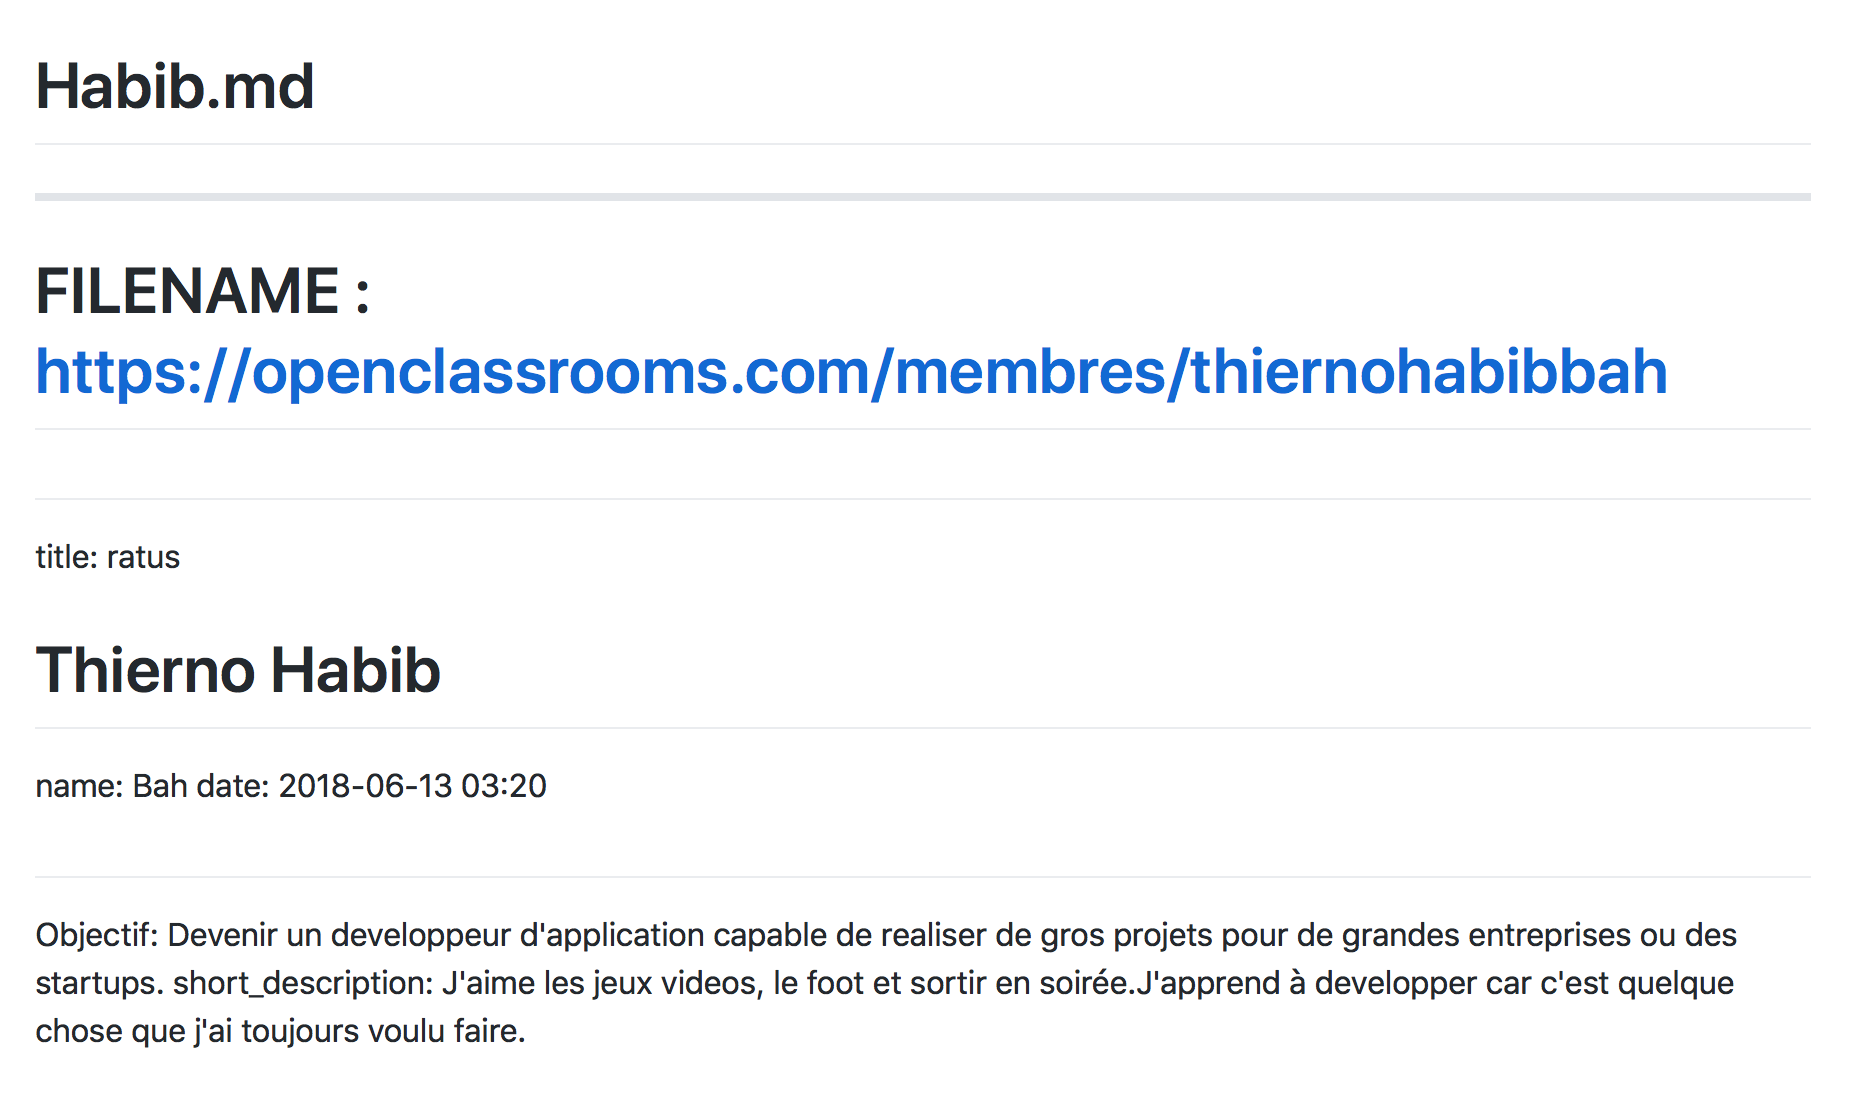 Habib.md
FILENAME :
https://openclassrooms.com/membres/thiernohabibbah
title: ratus
Thierno Habib
name: Bah date: 2018-06-13 03:20
Objectif: Devenir un developpeur d'application capable de realiser de gros projets pour de grandes entreprises ou des
startups. short_description: J'aime les jeux videos, le foot et sortir en soirée.J'apprend à developper car c'est quelque
chose que j'ai toujours voulu faire.